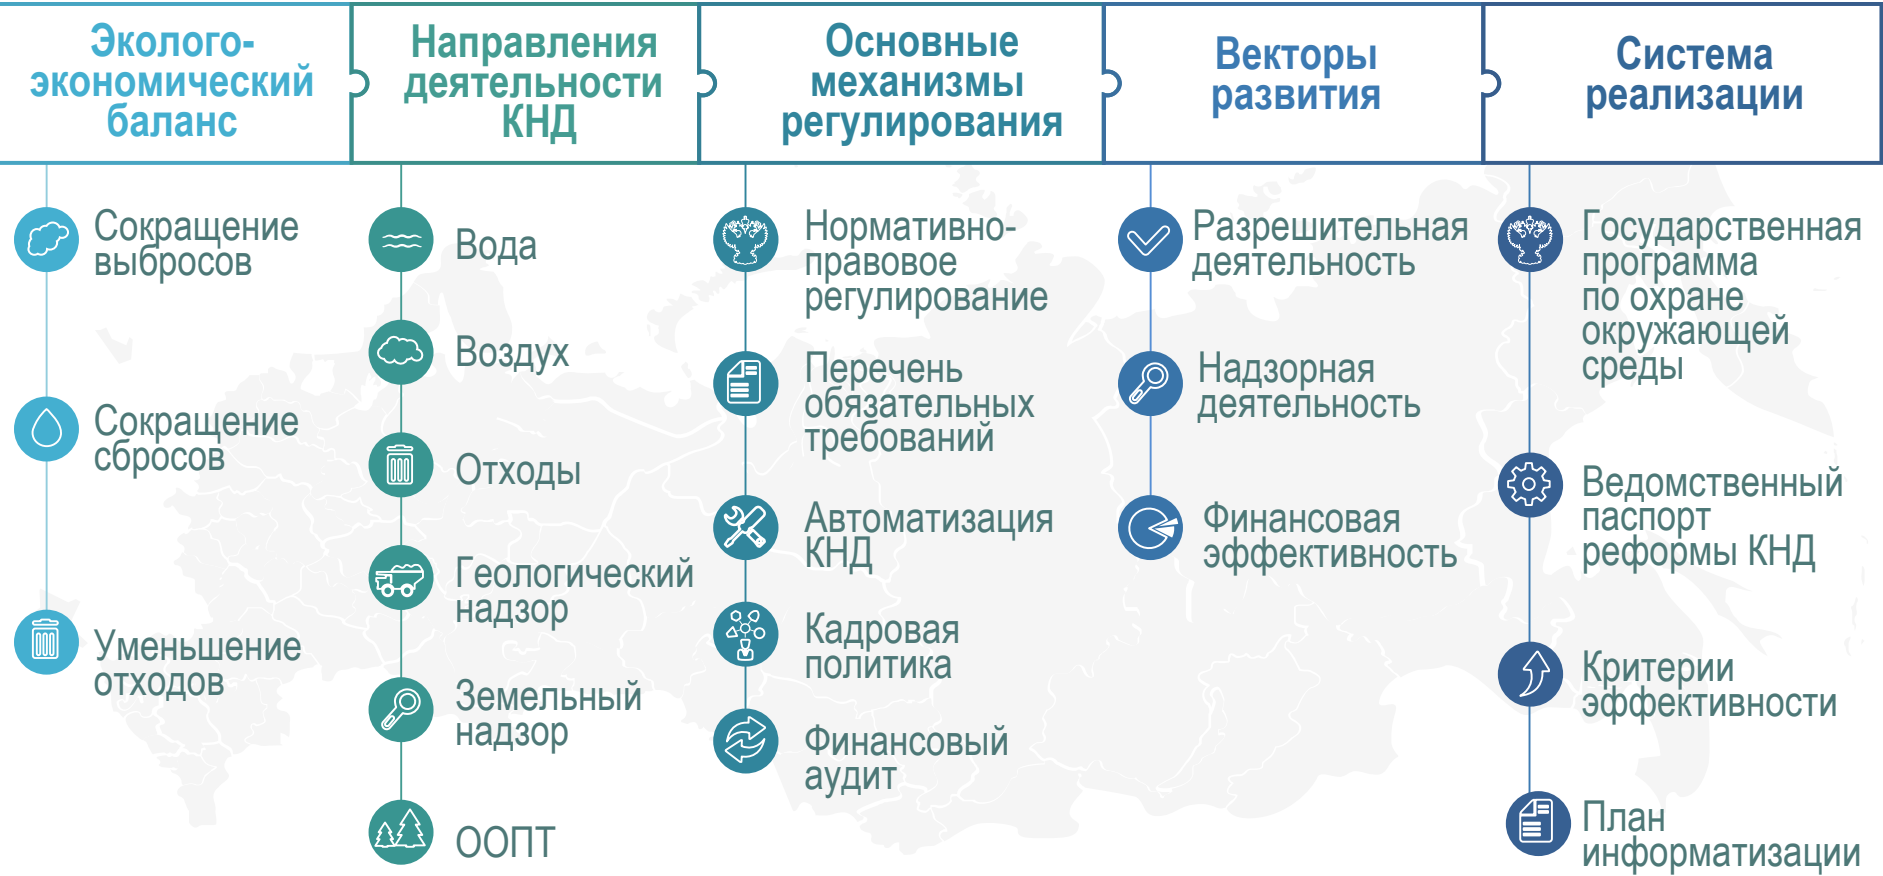 Эколого-
экономический
баланс
Направления
деятельности
КНД
Основные
механизмы
регулирования
Векторы
развития
Система
реализации
Сокращение
выбросов
Сокращение
сбросов
Уменьшение
отходов
Вода
Воздух
Отходы
Геологический
надзор
Земельный
надзор
ООПТ
Нормативно-
правовое
регулирование
Перечень
обязательных
требований
Автоматизация
КНД
Кадровая
политика
Финансовый
аудит
Разрешительная
деятельность
Надзорная
деятельность
Финансовая
эффективность
Государственная
программа
по охране
окружающей
среды
Ведомственный
паспорт
реформы КНД
Критерии
эффективности
План
информатизации